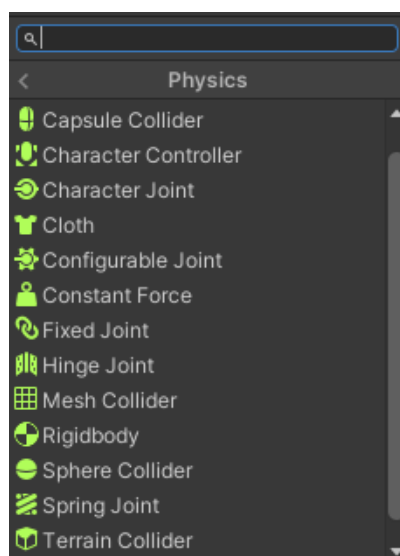 Physics
Capsule Collider
Character Controller
Character Joint
Cloth
Configurable Joint
Constant Force
Fixed Joint
Hinge Joint
Mesh Collider
Rigidbody
Sphere Collider
Spring Joint
Terrain Collider